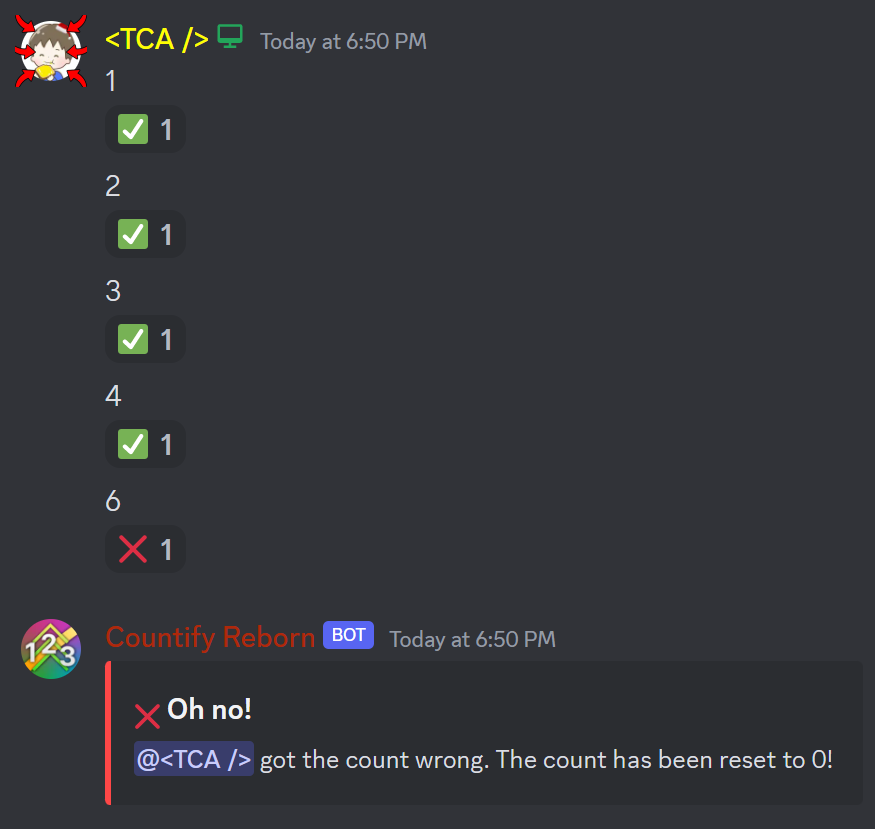 <TCA /> Today at 6:50 PM
1
✅ 1
2
✅ 1
3
✅ 1
4
✅ 1
6
❌ 1
123
Countify Reborn BOT Today at 6:50 PM
❌ Oh no!
@<TCA /> got the count wrong. The count has been reset to 0!